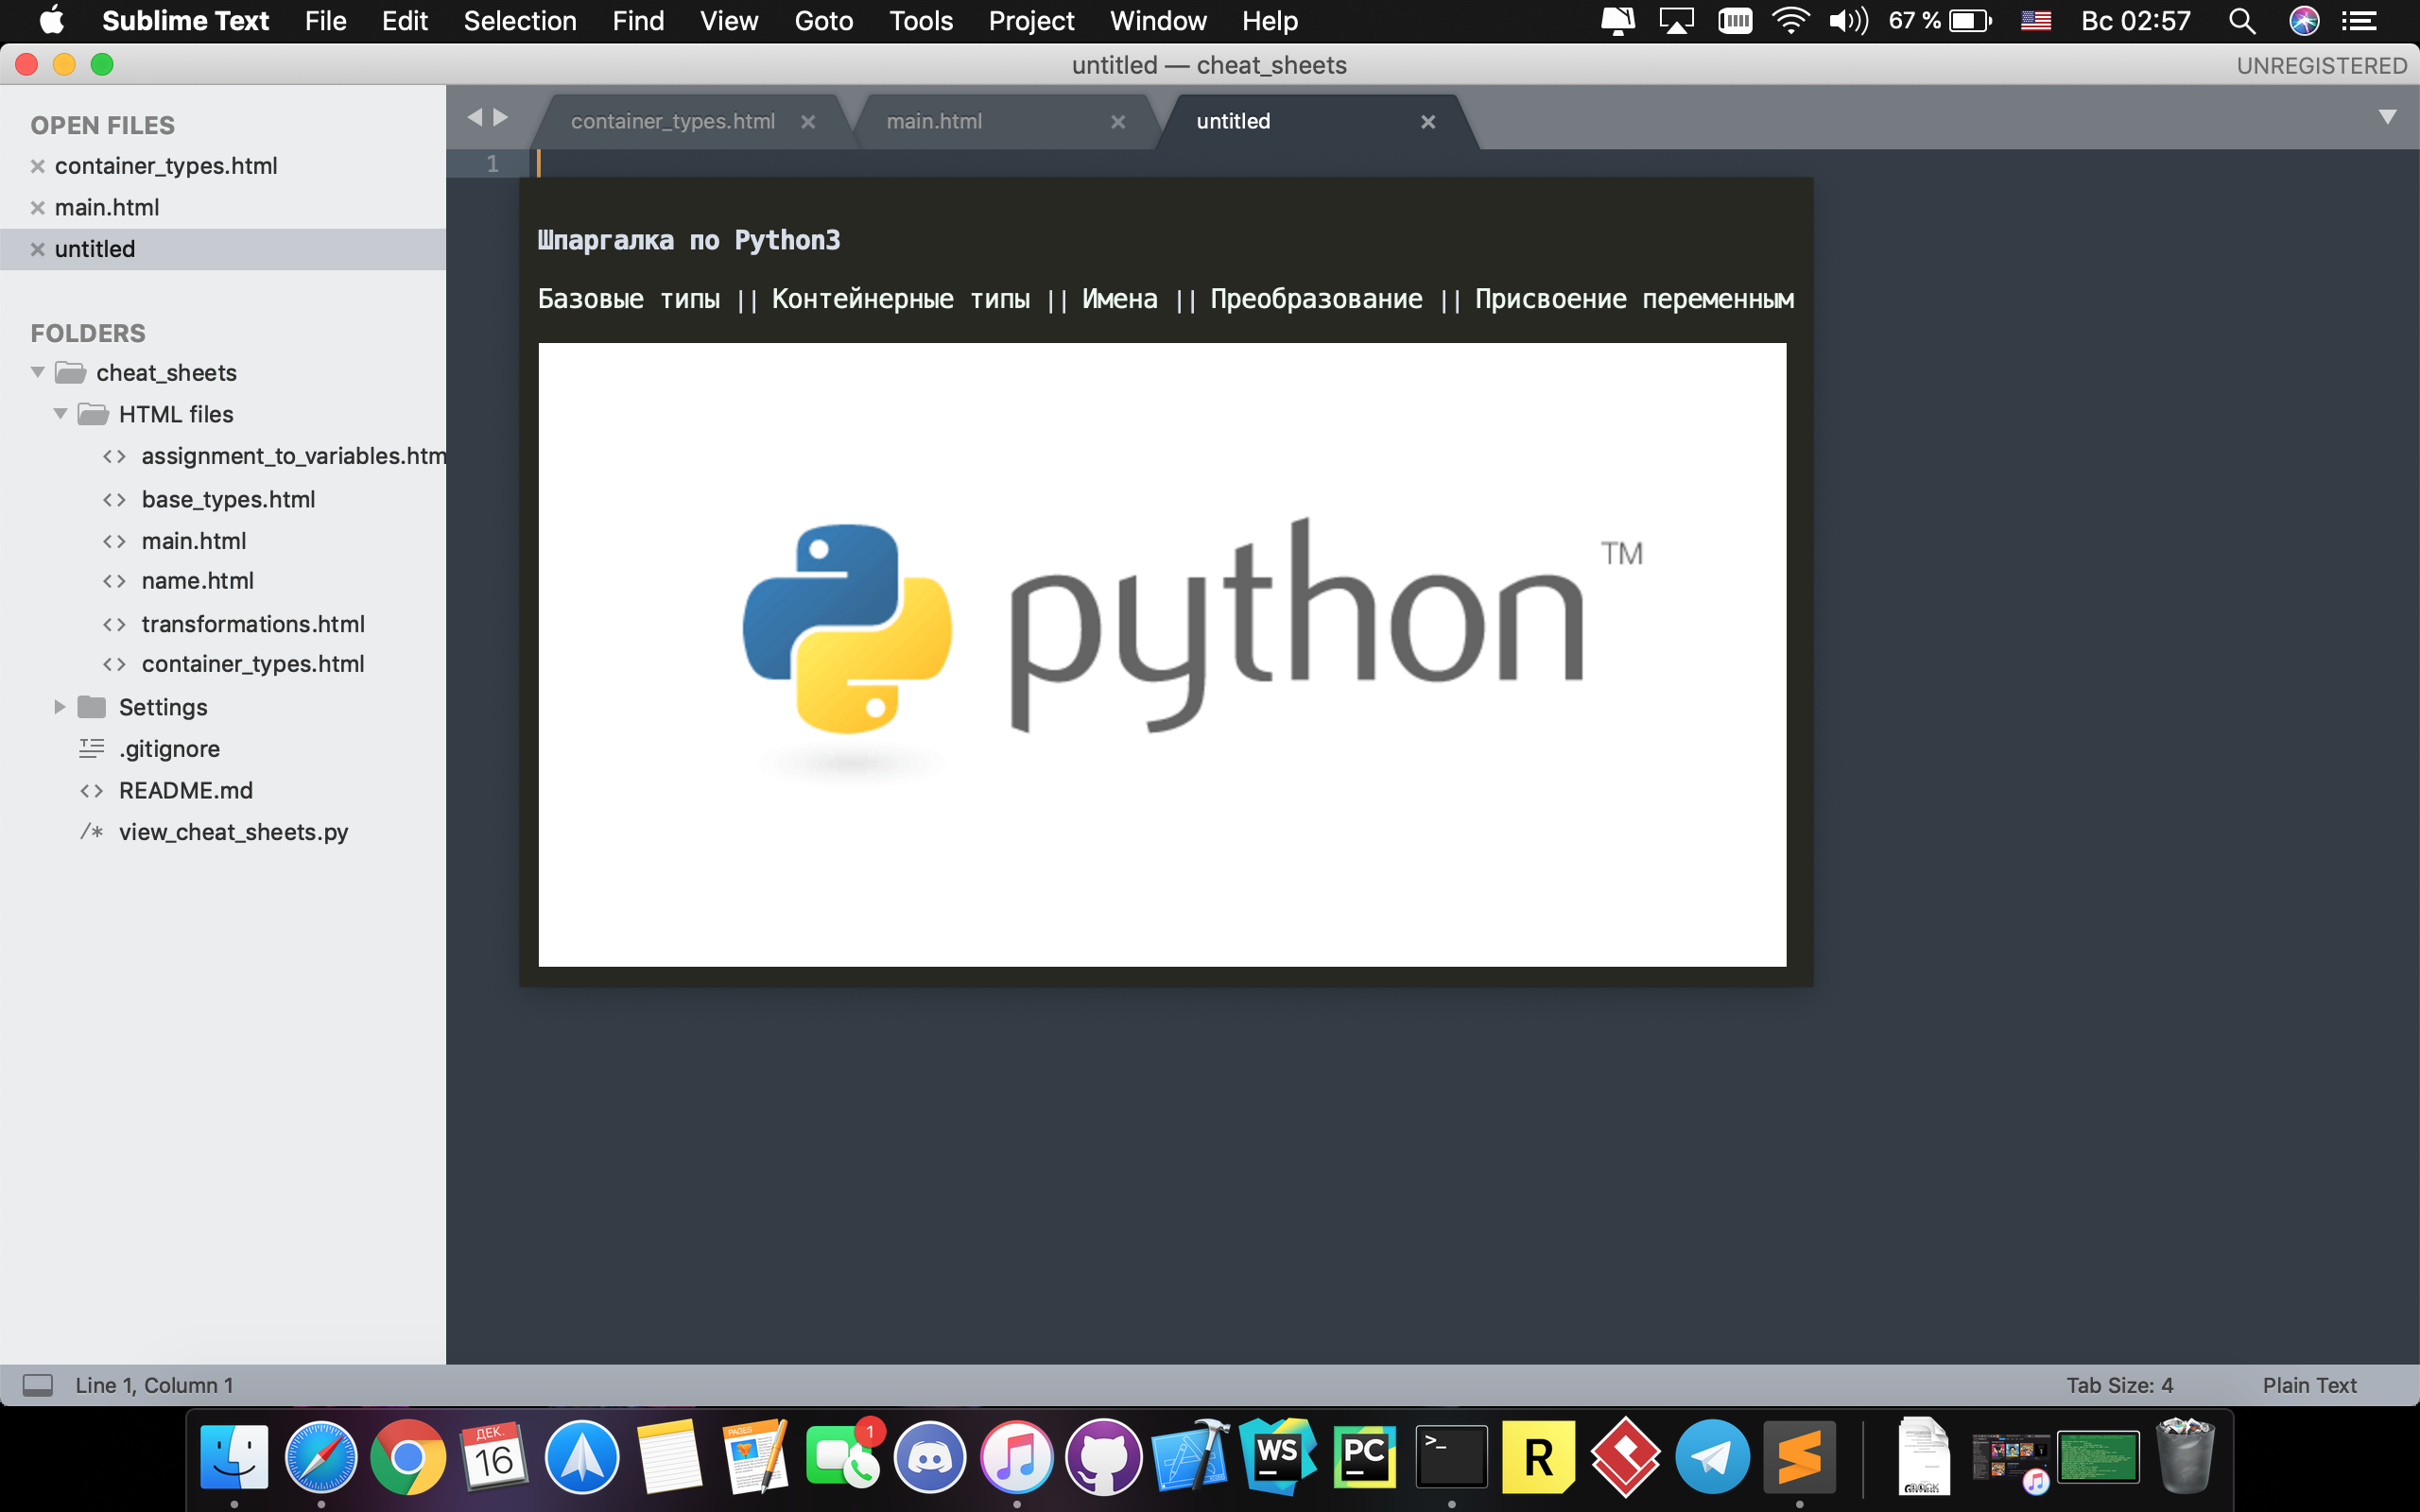 Sublime Text File Edit Selection Find View Goto Tools Project Window Help 67 % Вс 02:57
untitled — cheat_sheets UNREGISTERED
OPEN FILES
container_types.html
main.html
untitled
FOLDERS
cheat_sheets
HTML files
assignment_to_variables.htm
base_types.html
main.html
name.html
transformations.html
container_types.html
Settings
.gitignore
README.md
/* view_cheat_sheets.py
container_types.html main.html untitled
1
Шпаргалка по Python3
Базовые типы || Контейнерные типы || Имена || Преобразование || Присвоение переменным
python TM
Line 1, Column 1 Tab Size: 4 Plain Text
ДЕК.
16
PAGES
1
WS
PC
>_
R